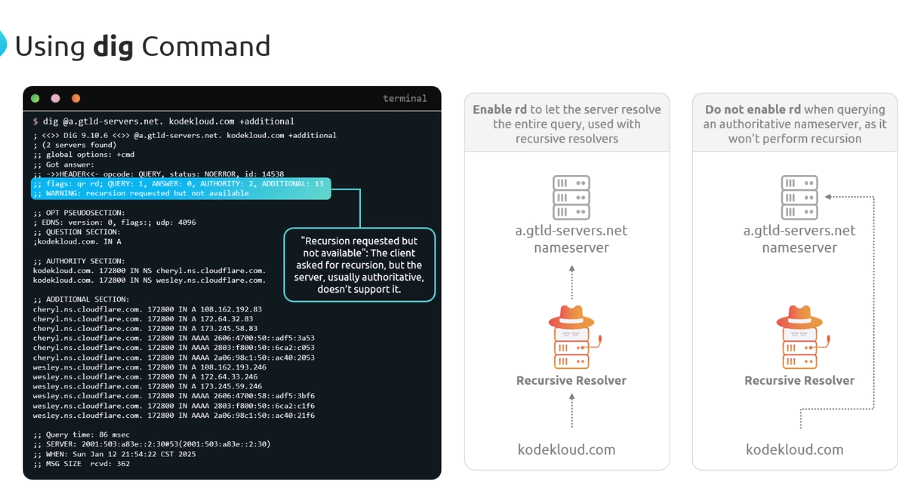 Using dig Command
terminal
$ dig @a.gtld-servers.net. kodekloud.com +additional
; <<>> DiG 9.10.6 <<>> @a.gtld-servers.net. kodekloud.com +additional
; (2 servers found)
;; global options: +cmd
;; Got answer:
;; ->>HEADER<<- opcode: QUERY, status: NOERROR, id: 14538
;; flags: qr rd; QUERY: 1, ANSWER: 0, AUTHORITY: 2, ADDITIONAL: 13
;; WARNING: recursion requested but not available
;; OPT PSEUDOSECTION:
; EDNS: version: 0, flags:; udp: 4096
;; QUESTION SECTION:
;kodekloud.com. IN A
;; AUTHORITY SECTION:
kodekloud.com. 172800 IN NS cheryl.ns.cloudflare.com.
kodekloud.com. 172800 IN NS wesley.ns.cloudflare.com.
;; ADDITIONAL SECTION:
cheryl.ns.cloudflare.com. 172800 IN A 108.162.192.83
cheryl.ns.cloudflare.com. 172800 IN A 172.64.32.83
cheryl.ns.cloudflare.com. 172800 IN A 173.245.58.83
cheryl.ns.cloudflare.com. 172800 IN AAAA 2606:4700:50::adf5:3a53
cheryl.ns.cloudflare.com. 172800 IN AAAA 2803:f800:50::6ca2:c053
cheryl.ns.cloudflare.com. 172800 IN AAAA 2a06:98c1:50::ac40:2053
wesley.ns.cloudflare.com. 172800 IN A 108.162.193.246
wesley.ns.cloudflare.com. 172800 IN A 172.64.33.246
wesley.ns.cloudflare.com. 172800 IN A 173.245.59.246
wesley.ns.cloudflare.com. 172800 IN AAAA 2606:4700:58::adf5:3bf6
wesley.ns.cloudflare.com. 172800 IN AAAA 2803:f800:50::6ca2:c1f6
wesley.ns.cloudflare.com. 172800 IN AAAA 2a06:98c1:50::ac40:21f6
;; Query time: 86 msec
;; SERVER: 2001:503:a83e::2:30#53(2001:503:a83e::2:30)
;; WHEN: Sun Jan 12 21:54:22 CST 2025
;; MSG SIZE rcvd: 362
"Recursion requested but
not available": The client
asked for recursion, but the
server, usually authoritative,
doesn't support it.
Enable rd to let the server resolve
the entire query, used with
recursive resolvers
a.gtld-servers.net
nameserver
Recursive Resolver
kodekloud.com
Do not enable rd when querying
an authoritative nameserver, as it
won't perform recursion
a.gtld-servers.net
nameserver
Recursive Resolver
kodekloud.com